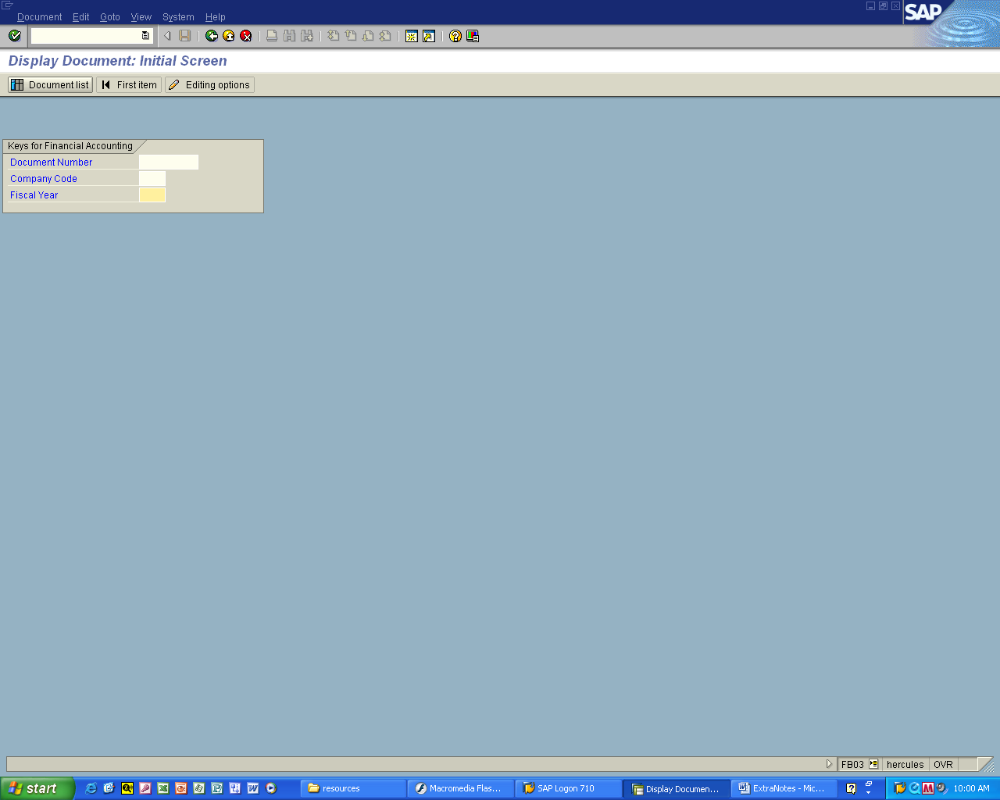 Document Edit Goto View System Help
SAP
Display Document: Initial Screen
Document list First item Editing options
Keys for Financial Accounting
Document Number
Company Code
Fiscal Year
FB03 hercules OVR
start resources Macromedia Flas... SAP Logon 710 Display Documen... ExtraNotes - Mic... 10:00 AM